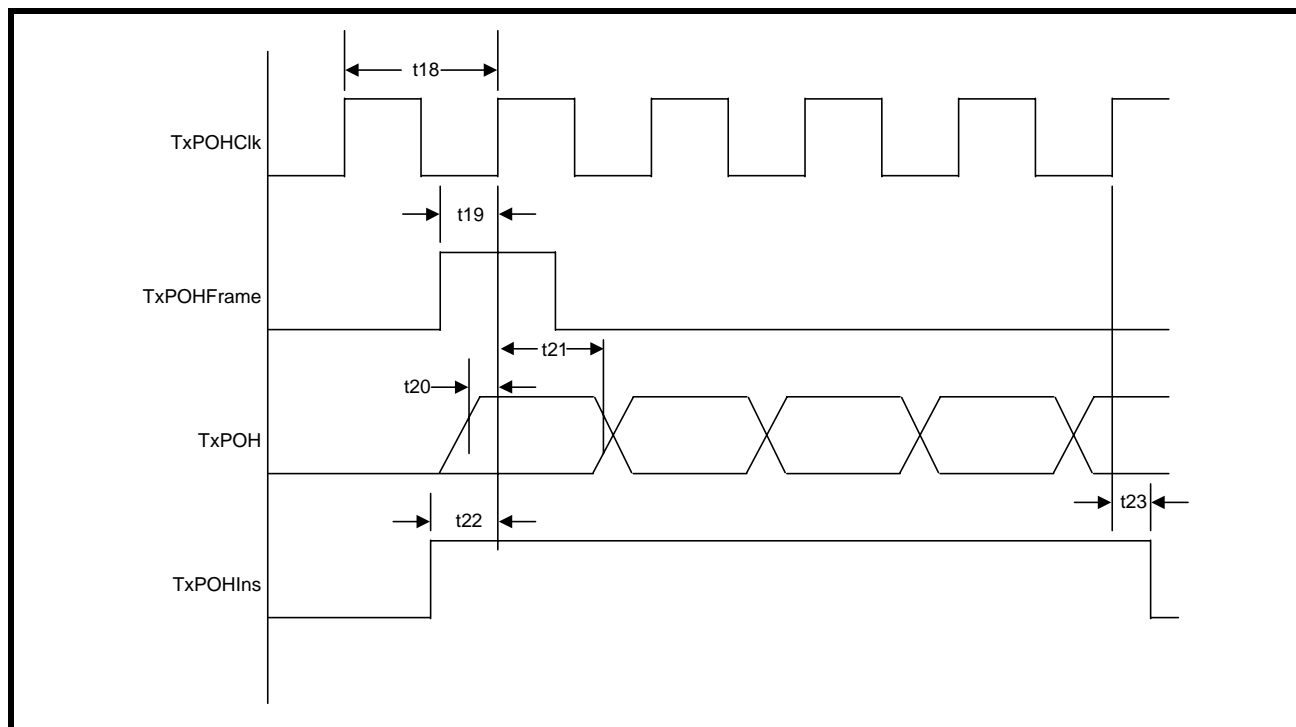 t18
TxPOHClk
t19
TxPOHFrame
t21
t20
TxPOH
t23
t22
TxPOHIns